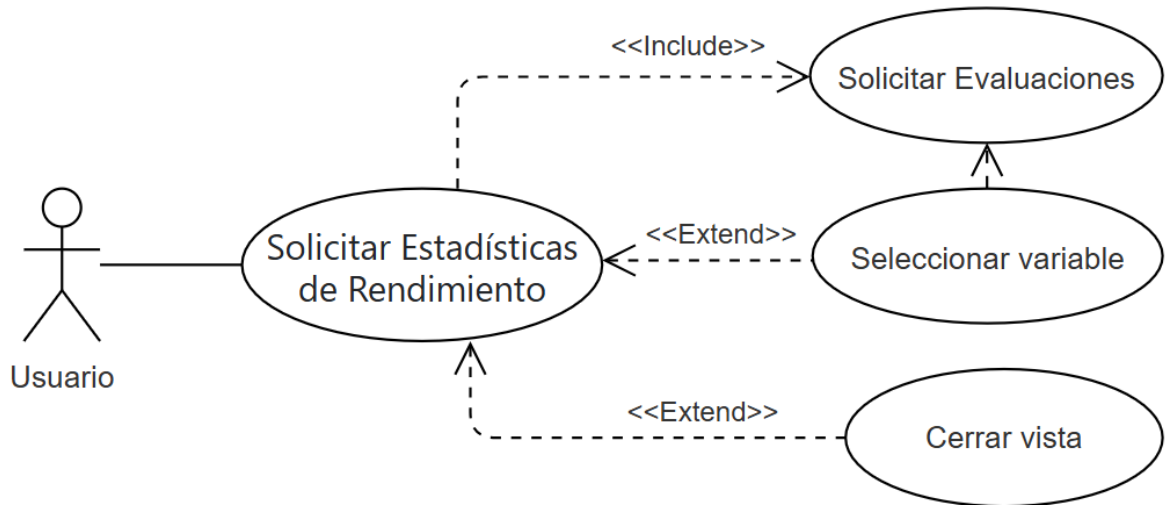 <<Include>>
Solicitar Evaluaciones
Solicitar Estadísticas
de Rendimiento
<<Extend>>
Seleccionar variable
Usuario
<<Extend>>
Cerrar vista